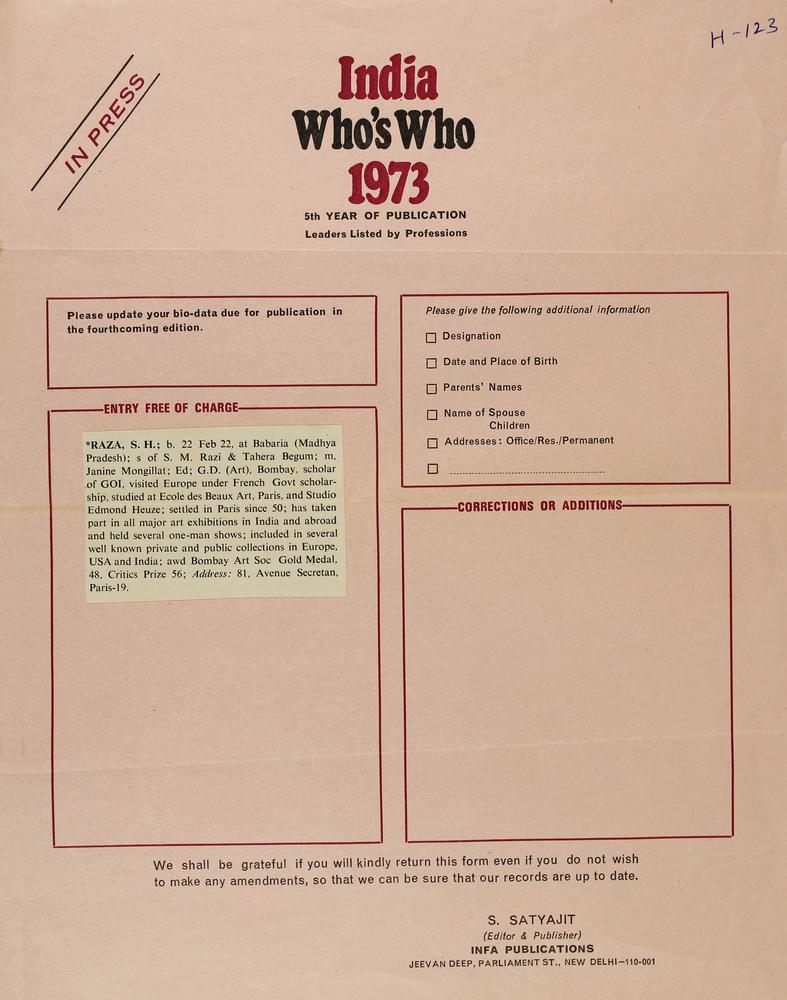 H-123
IN PRESS
India
Who's Who
1973
5th YEAR OF PUBLICATION
Leaders Listed by Professions
Please update your bio-data due for publication in
the fourthcoming edition.
ENTRY FREE OF CHARGE
*RAZA, S. H.; b. 22 Feb 22, at Babaria (Madhya
Pradesh); s of S. M. Razi & Tahera Begum; m,
Janine Mongillat; Ed; G.D. (Art), Bombay, scholar
of GOI, visited Europe under French Govt scholar-
ship, studied at Ecole des Beaux Art, Paris, and Studio
Edmond Heuze; settled in Paris since 50; has taken
part in all major art exhibitions in India and abroad
and held several one-man shows; included in several
well known private and public collections in Europe,
USA and India; awd Bombay Art Soc Gold Medal,
48, Critics Prize 56; Address: 81, Avenue Secretan,
Paris-19.
Please give the following additional information
Designation
Date and Place of Birth
Parents' Names
Name of Spouse
Children
Addresses: Office/Res./Permanent
CORRECTIONS OR ADDITIONS
We shall be grateful if you will kindly return this form even if you do not wish
to make any amendments, so that we can be sure that our records are up to date.
S. SATYAJIT
(Editor & Publisher)
INFA PUBLICATIONS
JEEVAN DEEP, PARLIAMENT ST., NEW DELHI-110-001